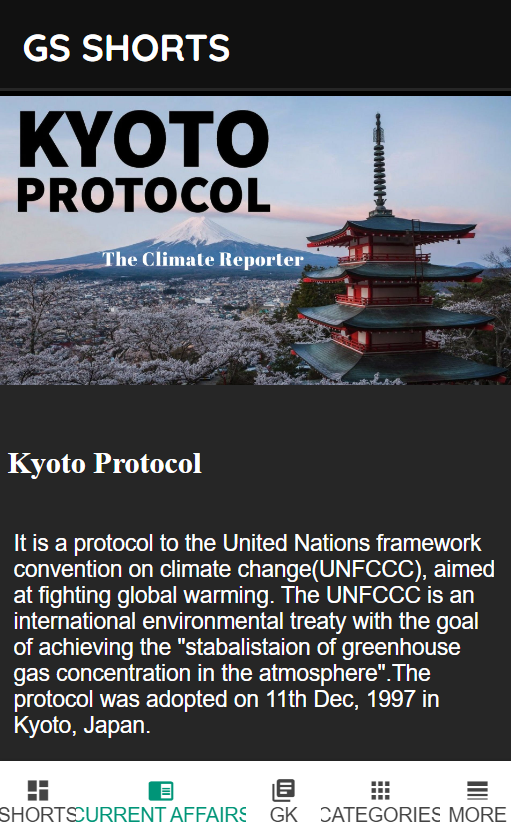 GS SHORTS
KYOTO
PROTOCOL
The Climate Reporter
Kyoto Protocol
It is a protocol to the United Nations framework
convention on climate change(UNFCCC), aimed
at fighting global warming. The UNFCCC is an
international environmental treaty with the goal
of achieving the "stabalistaion of greenhouse
gas concentration in the atmosphere".The
protocol was adopted on 11th Dec, 1997 in
Kyoto, Japan.
SHORTS CURRENT AFFAIRS GK CATEGORIES MORE